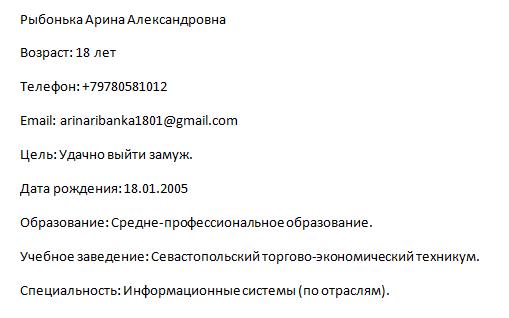 Рыбонька Арина Александровна
Возраст: 18 лет
Телефон: +79780581012
Email: arinaribanka1801@gmail.com
Цель: Удачно выйти замуж.
Дата рождения: 18.01.2005
Образование: Средне-профессиональное образование.
Учебное заведение: Севастопольский торгово-экономический техникум.
Специальность: Информационные системы (по отраслям).